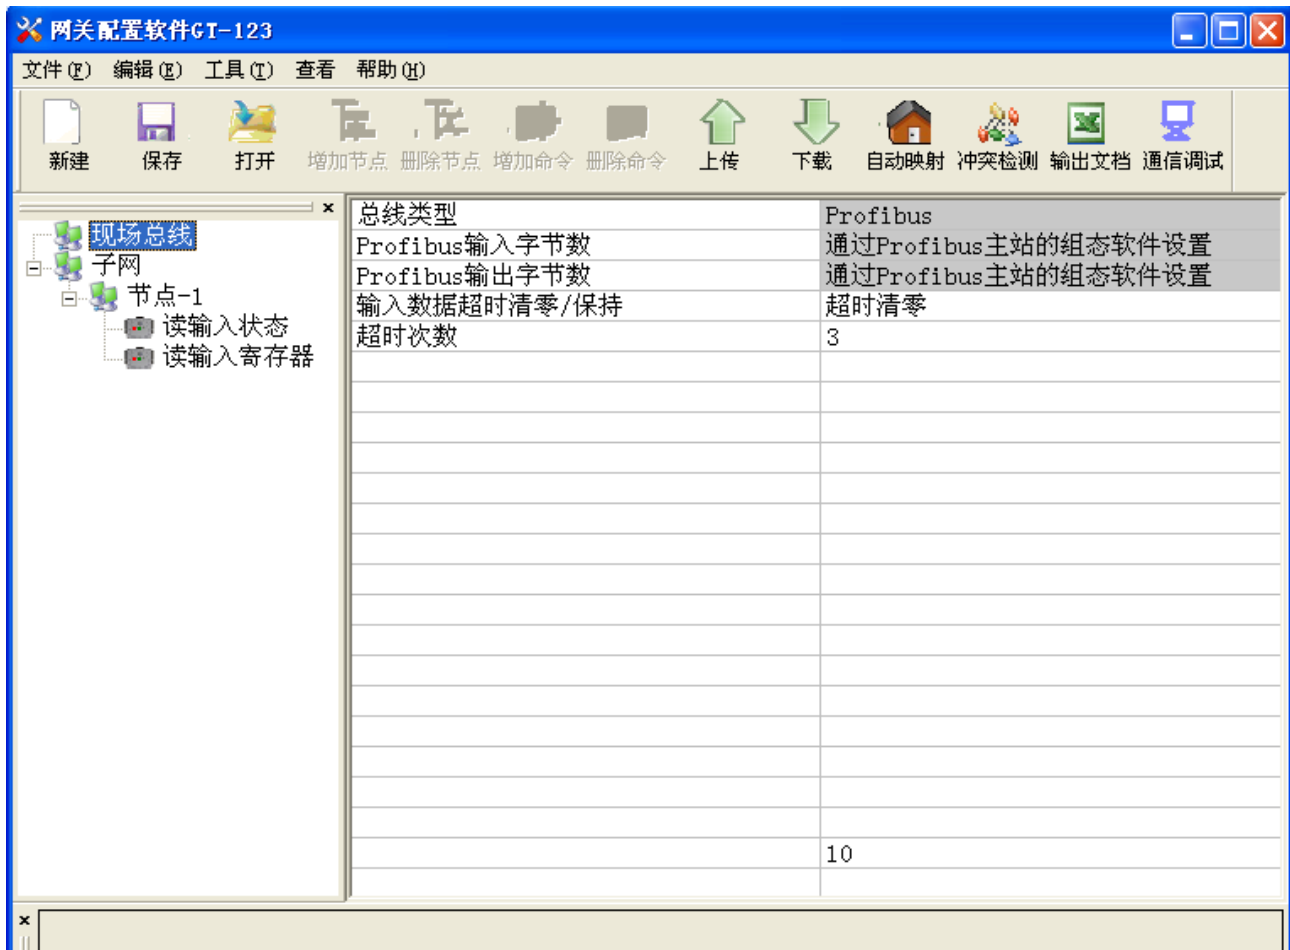 网关配置软件GT-123
文件(F) 编辑(E) 工具(T) 查看 帮助(H)
新建 保存 打开 增加节点 删除节点 增加命令 删除命令 上传 下载 自动映射 冲突检测 输出文档 通信调试
现场总线
子网
节点-1
读输入状态
读输入寄存器
总线类型 Profibus
Profibus输入字节数 通过Profibus主站的组态软件设置
Profibus输出字节数 通过Profibus主站的组态软件设置
输入数据超时清零/保持 超时清零
超时次数 3
10